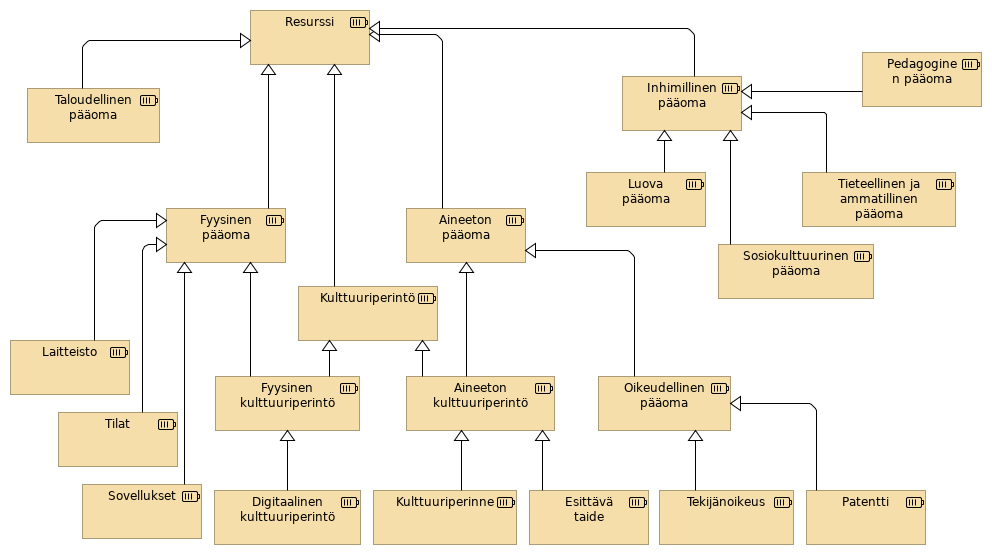 Resurssi
Taloudellinen
pääoma
Inhimillinen
pääoma
Pedagogine
n pääoma
Luova
pääoma
Tieteellinen ja
ammatillinen
pääoma
Fyysinen
pääoma
Aineeton
pääoma
Sosiokulttuurinen
pääoma
Kulttuuriperintö
Laitteisto
Fyysinen
kulttuuriperintö
Aineeton
kulttuuriperintö
Oikeudellinen
pääoma
Tilat
Sovellukset
Digitaalinen
kulttuuriperintö
Kulttuuriperinne
Esittävä
taide
Tekijänoikeus
Patentti